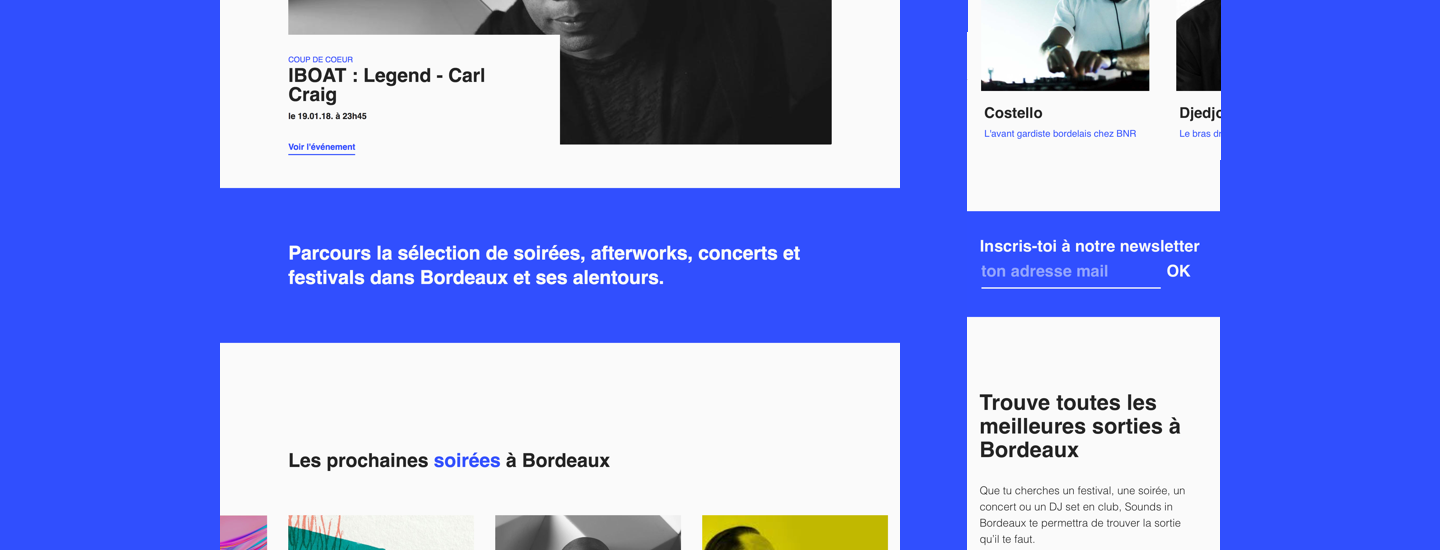 COUP DE COEUR
IBOAT : Legend - Carl
Craig
le 19.01.18. à 23h45
Voir l'événement
Parcours la sélection de soirées, afterworks, concerts et
festivals dans Bordeaux et ses alentours.
Les prochaines soirées à Bordeaux
Costello
L'avant gardiste bordelais chez BNR
Le bras
Inscris-toi à notre newsletter
ton adresse mail OK
Trouve toutes les
meilleures sorties à
Bordeaux
Que tu cherches un festival, une soirée, un
concert ou un DJ set en club, Sounds in
Bordeaux te permettra de trouver la sortie
qu'il te faut.